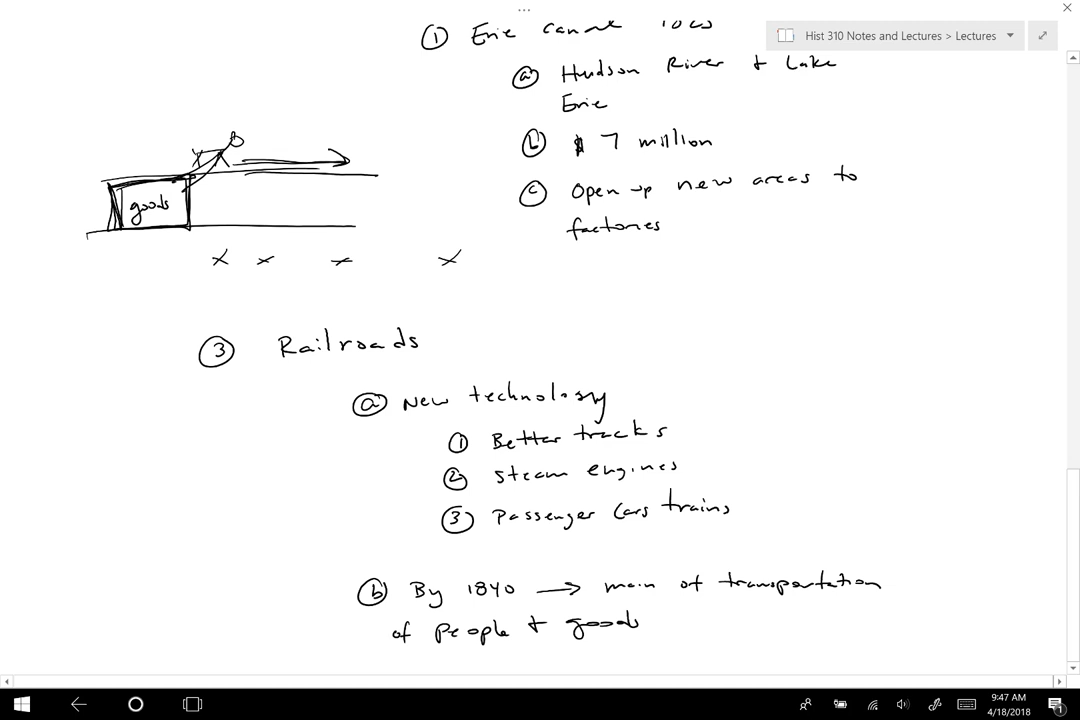 ① Erie canal 1820s
Hist 310 Notes and Lectures > Lectures
ⓐ Hudson River + Lake
Erie
ⓑ $ 7 million
ⓒ Open up new areas to
factories
goods
x x x x
③ Railroads
ⓐ New technology
① Better tracks
② Steam engines
③ Passenger Cars trains
ⓑ By 1840 → main of transportation
of people + goods
9:47 AM
4/18/2018
1